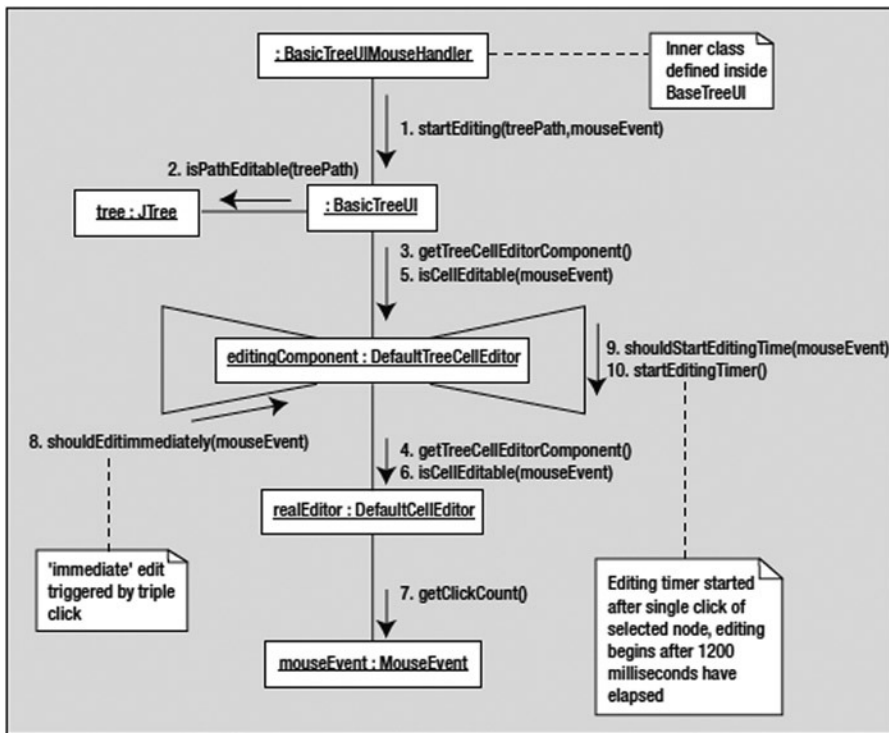 : BasicTreeUIMouseHandler
Inner class
defined inside
BaseTreeUI
1. startEditing(treePath,mouseEvent)
2. isPathEditable(treePath)
tree : JTree
: BasicTreeUI
3. getTreeCellEditorComponent()
5. isCellEditable(mouseEvent)
editingComponent : DefaultTreeCellEditor
9. shouldStartEditingTime(mouseEvent)
10. startEditingTimer()
8. shouldEditimmediately(mouseEvent)
4. getTreeCellEditorComponent()
6. isCellEditable(mouseEvent)
realEditor : DefaultCellEditor
'immediate' edit
triggered by triple
click
7. getClickCount()
Editing timer started
after single click of
selected node, editing
begins after 1200
milliseconds have
elapsed
mouseEvent : MouseEvent